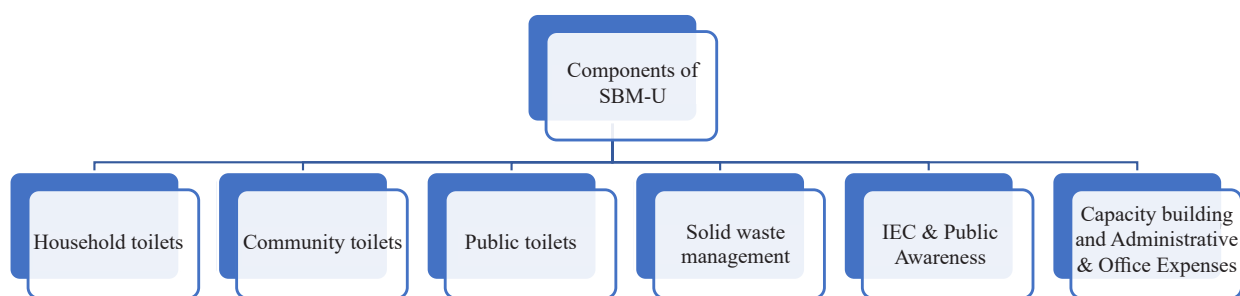 Components of
SBM-U
Household toilets
Community toilets
Public toilets
Solid waste
management
IEC & Public
Awareness
Capacity building
and Administrative
& Office Expenses